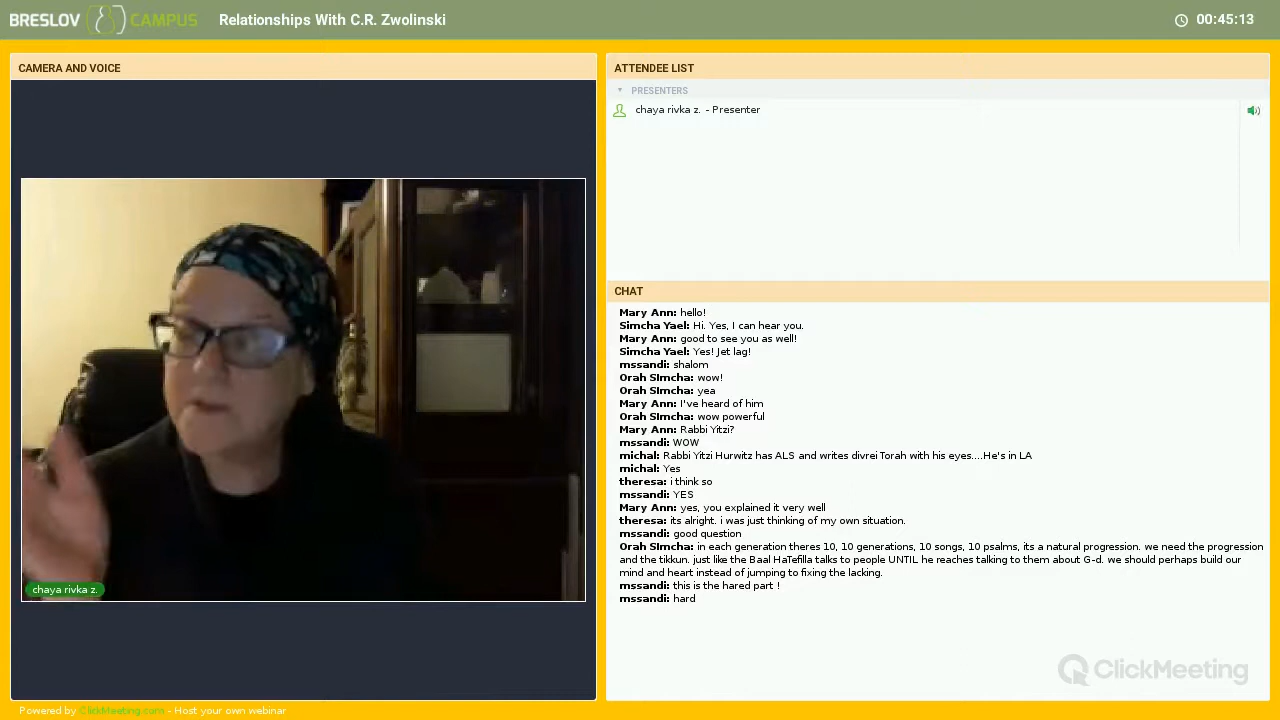 BRESLOV CAMPUS Relationships With C.R. Zwolinski 00:45:13
CAMERA AND VOICE
chaya rivka z.
ATTENDEE LIST
PRESENTERS
chaya rivka z. - Presenter
CHAT
Mary Ann: hello!
Simcha Yael: Hi. Yes, I can hear you.
Mary Ann: good to see you as well!
Simcha Yael: Yes! Jet lag!
mssandi: shalom
Orah SImcha: wow!
Orah SImcha: yea
Mary Ann: I've heard of him
Orah SImcha: wow powerful
Mary Ann: Rabbi Yitzi?
mssandi: WOW
michal: Rabbi Yitzi Hurwitz has ALS and writes divrei Torah with his eyes....He's in LA
michal: Yes
theresa: i think so
mssandi: YES
Mary Ann: yes, you explained it very well
theresa: its alright. i was just thinking of my own situation.
mssandi: good question
Orah SImcha: in each generation theres 10, 10 generations, 10 songs, 10 psalms, its a natural progression. we need the progression
and the tikkun. just like the Baal HaTefilla talks to people UNTIL he reaches talking to them about G-d. we should perhaps build our
mind and heart instead of jumping to fixing the lacking.
mssandi: this is the hared part !
mssandi: hard
ClickMeeting
Powered by ClickMeeting.com - Host your own webinar